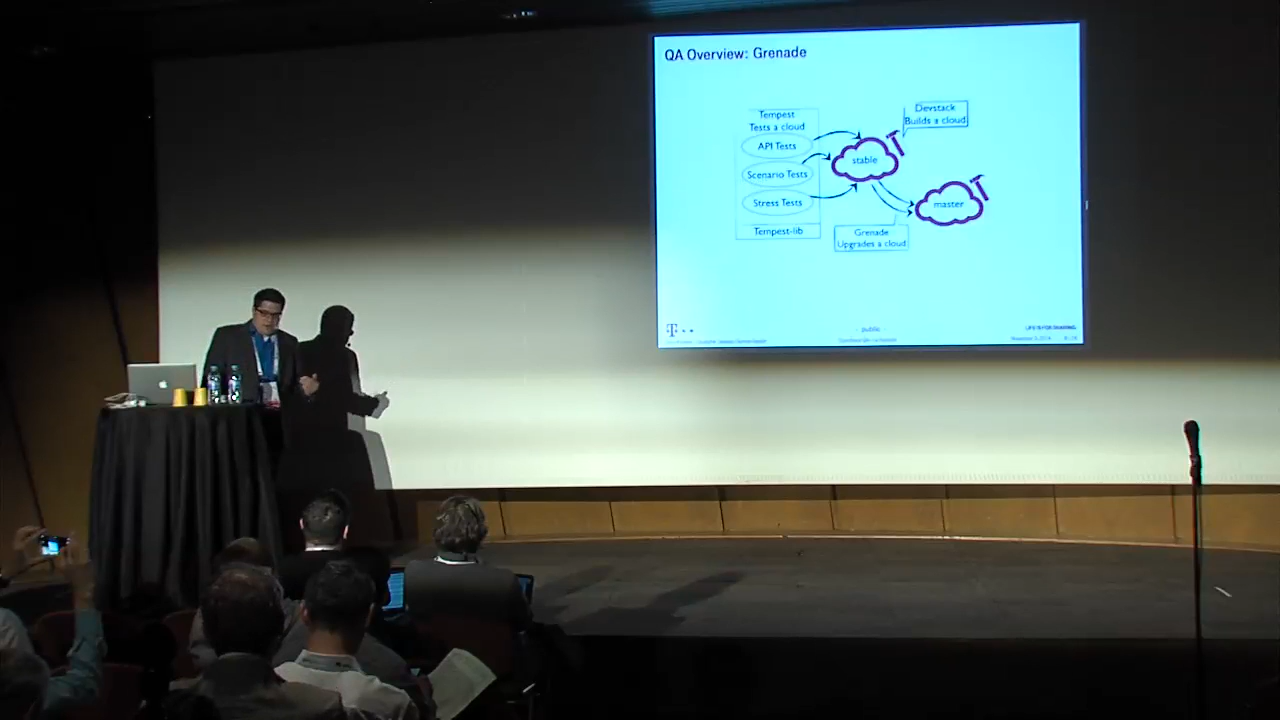 QA Overview: Grenade
Tempest
Tests a cloud
API Tests
Scenario Tests
Stress Tests
Tempest-lib
Devstack
Builds a cloud
stable
master
Grenade
Upgrades a cloud
T
- public -
LIFE IS FOR SHARING.